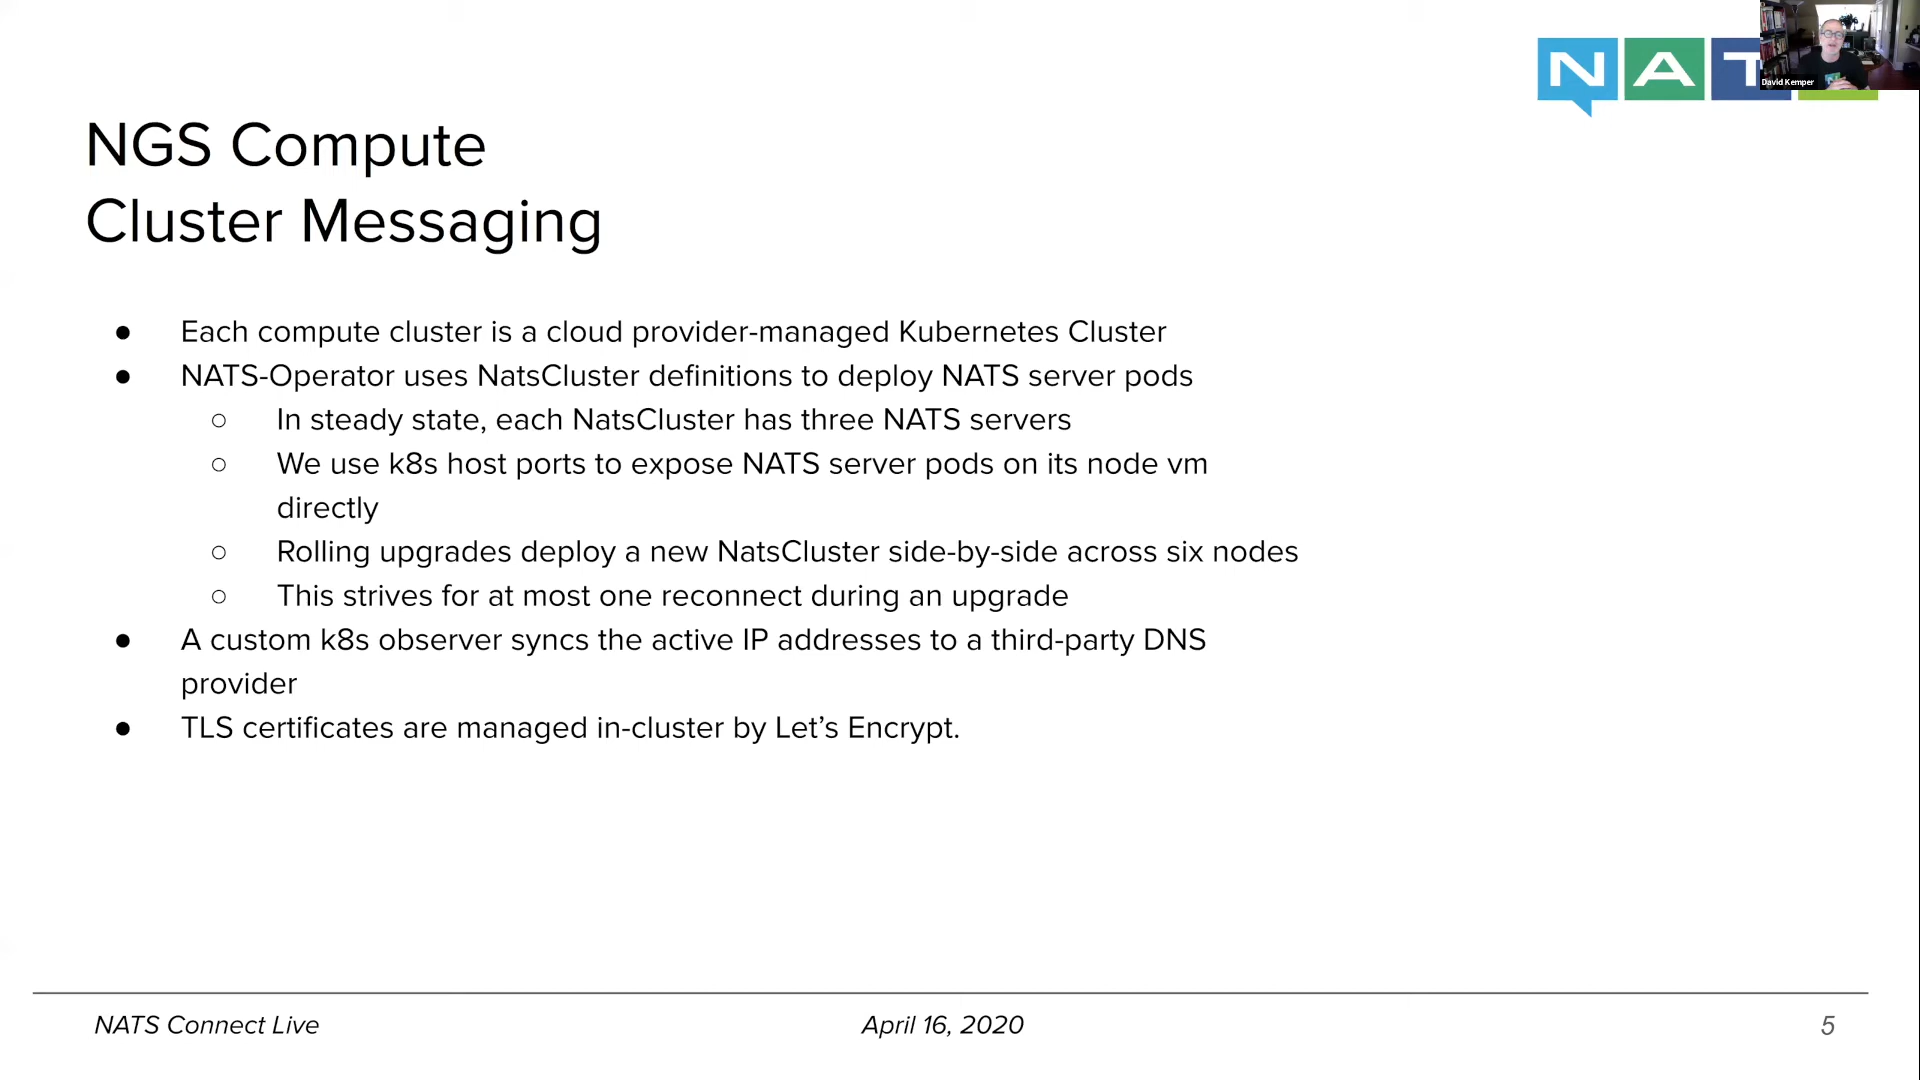 NAT
David Kemper
NGS Compute
Cluster Messaging
● Each compute cluster is a cloud provider-managed Kubernetes Cluster
● NATS-Operator uses NatsCluster definitions to deploy NATS server pods
○ In steady state, each NatsCluster has three NATS servers
○ We use k8s host ports to expose NATS server pods on its node vm
directly
○ Rolling upgrades deploy a new NatsCluster side-by-side across six nodes
○ This strives for at most one reconnect during an upgrade
● A custom k8s observer syncs the active IP addresses to a third-party DNS
provider
● TLS certificates are managed in-cluster by Let’s Encrypt.
NATS Connect Live
April 16, 2020
5